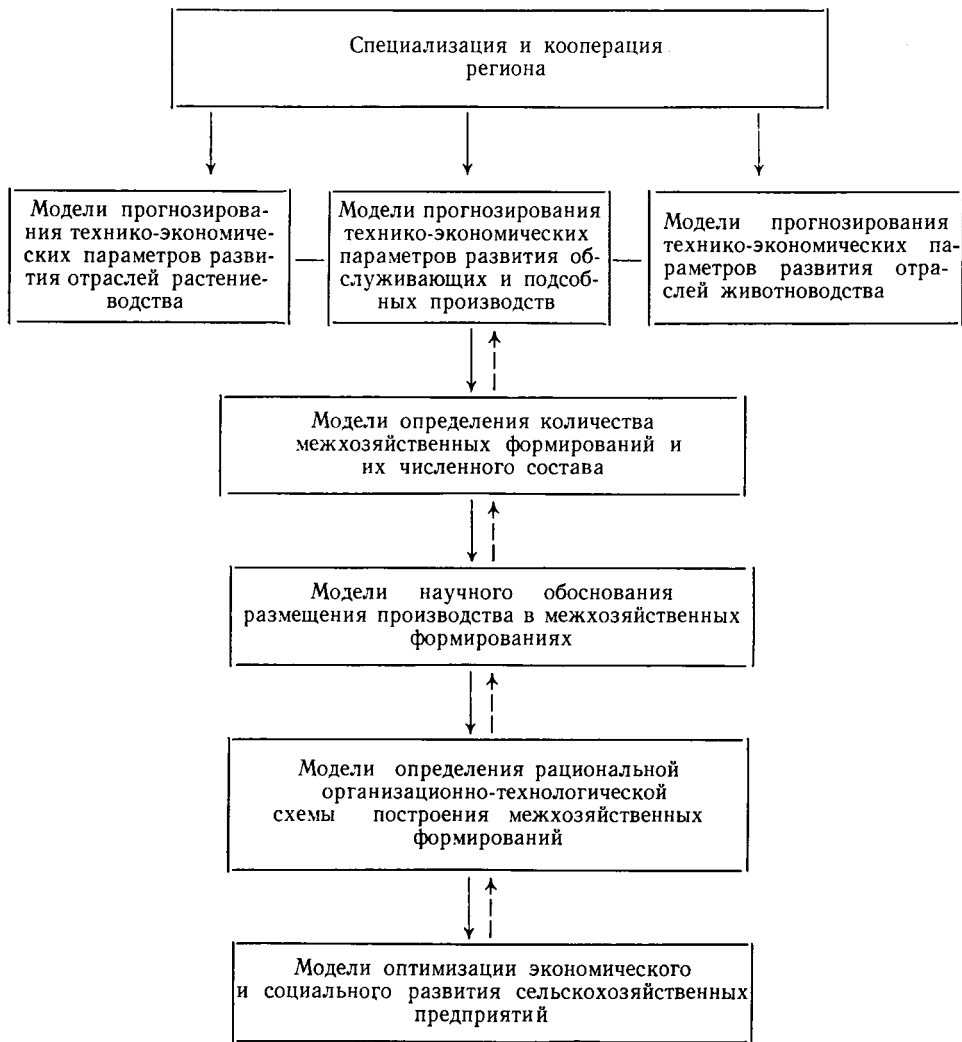 Специализация и кооперация
региона
Модели прогнозирова-
ния технико-экономиче-
ских параметров разви-
тия отраслей растение-
водства
Модели прогнозирования
технико-экономических
параметров развития об-
служивающих и подсоб-
ных производств
Модели прогнозирования
технико-экономических па-
раметров развития отра-
слей животноводства
Модели определения количества
межхозяйственных формирований и
их численного состава
Модели научного обоснования
размещения производства в межхозяйственных
формированиях
Модели определения рациональной
организационно-технологической
схемы построения межхозяйственных
формирований
Модели оптимизации экономического
и социального развития сельскохозяйственных
предприятий